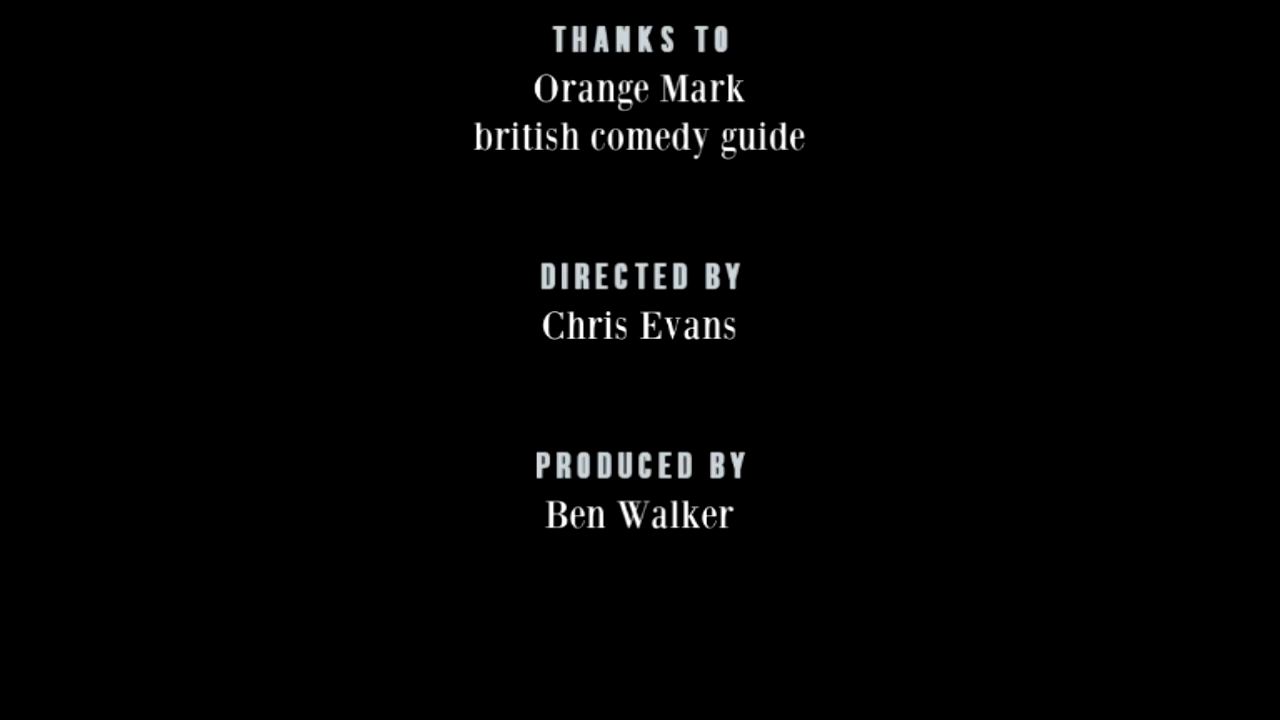 THANKS TO
Orange Mark
british comedy guide
DIRECTED BY
Chris Evans
PRODUCED BY
Ben Walker